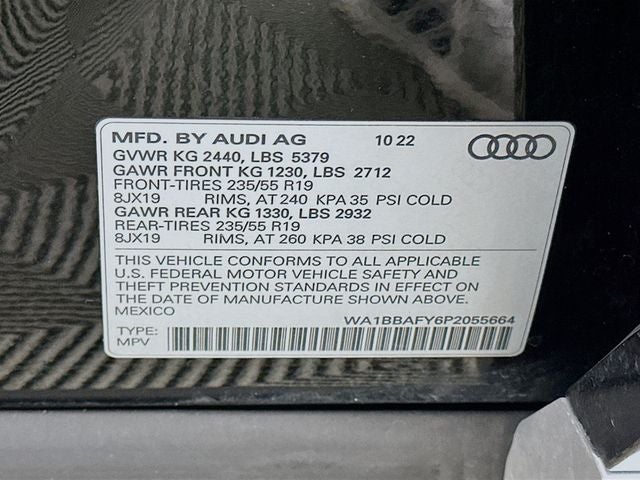 MFD. BY AUDI AG 10 22
GVWR KG 2440, LBS 5379
GAWR FRONT KG 1230, LBS 2712
FRONT-TIRES 235/55 R19
8JX19 RIMS, AT 240 KPA 35 PSI COLD
GAWR REAR KG 1330, LBS 2932
REAR-TIRES 235/55 R19
8JX19 RIMS, AT 260 KPA 38 PSI COLD
THIS VEHICLE CONFORMS TO ALL APPLICABLE
U.S. FEDERAL MOTOR VEHICLE SAFETY AND
THEFT PREVENTION STANDARDS IN EFFECT ON
THE DATE OF MANUFACTURE SHOWN ABOVE.
MEXICO WA1BBAFY6P2055664
TYPE:
MPV